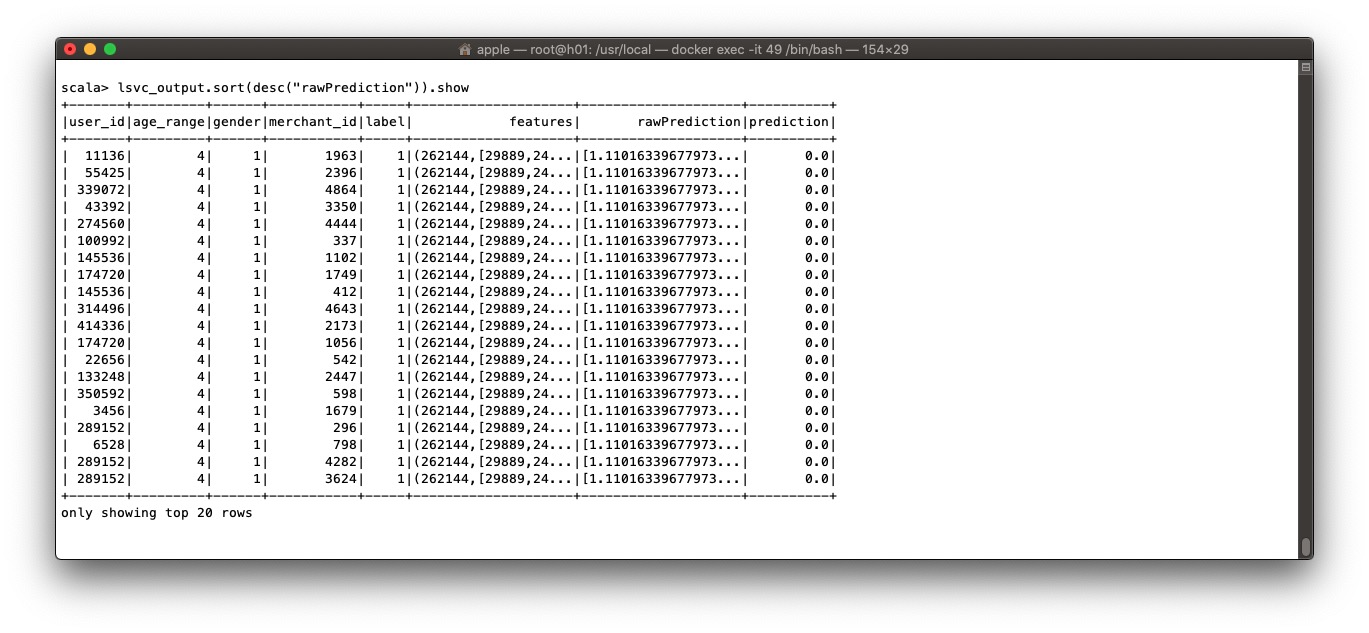 apple — root@h01: /usr/local — docker exec -it 49 /bin/bash — 154×29
scala> lsvc_output.sort(desc("rawPrediction")).show
+-------+---------+------+-----------+-----+--------------------+--------------------+----------+
|user_id|age_range|gender|merchant_id|label|            features|       rawPrediction|prediction|
+-------+---------+------+-----------+-----+--------------------+--------------------+----------+
|  11136|        4|     1|       1963|    1|(262144,[29889,24...|[1.11016339677973...|       0.0|
|  55425|        4|     1|       2396|    1|(262144,[29889,24...|[1.11016339677973...|       0.0|
| 339072|        4|     1|       4864|    1|(262144,[29889,24...|[1.11016339677973...|       0.0|
|  43392|        4|     1|       3350|    1|(262144,[29889,24...|[1.11016339677973...|       0.0|
| 274560|        4|     1|       4444|    1|(262144,[29889,24...|[1.11016339677973...|       0.0|
| 100992|        4|     1|        337|    1|(262144,[29889,24...|[1.11016339677973...|       0.0|
| 145536|        4|     1|       1102|    1|(262144,[29889,24...|[1.11016339677973...|       0.0|
| 174720|        4|     1|       1749|    1|(262144,[29889,24...|[1.11016339677973...|       0.0|
| 145536|        4|     1|        412|    1|(262144,[29889,24...|[1.11016339677973...|       0.0|
| 314496|        4|     1|       4643|    1|(262144,[29889,24...|[1.11016339677973...|       0.0|
| 414336|        4|     1|       2173|    1|(262144,[29889,24...|[1.11016339677973...|       0.0|
| 174720|        4|     1|       1056|    1|(262144,[29889,24...|[1.11016339677973...|       0.0|
|  22656|        4|     1|        542|    1|(262144,[29889,24...|[1.11016339677973...|       0.0|
| 133248|        4|     1|       2447|    1|(262144,[29889,24...|[1.11016339677973...|       0.0|
| 350592|        4|     1|        598|    1|(262144,[29889,24...|[1.11016339677973...|       0.0|
|   3456|        4|     1|       1679|    1|(262144,[29889,24...|[1.11016339677973...|       0.0|
| 289152|        4|     1|        296|    1|(262144,[29889,24...|[1.11016339677973...|       0.0|
|   6528|        4|     1|        798|    1|(262144,[29889,24...|[1.11016339677973...|       0.0|
| 289152|        4|     1|       4282|    1|(262144,[29889,24...|[1.11016339677973...|       0.0|
| 289152|        4|     1|       3624|    1|(262144,[29889,24...|[1.11016339677973...|       0.0|
+-------+---------+------+-----------+-----+--------------------+--------------------+----------+
only showing top 20 rows